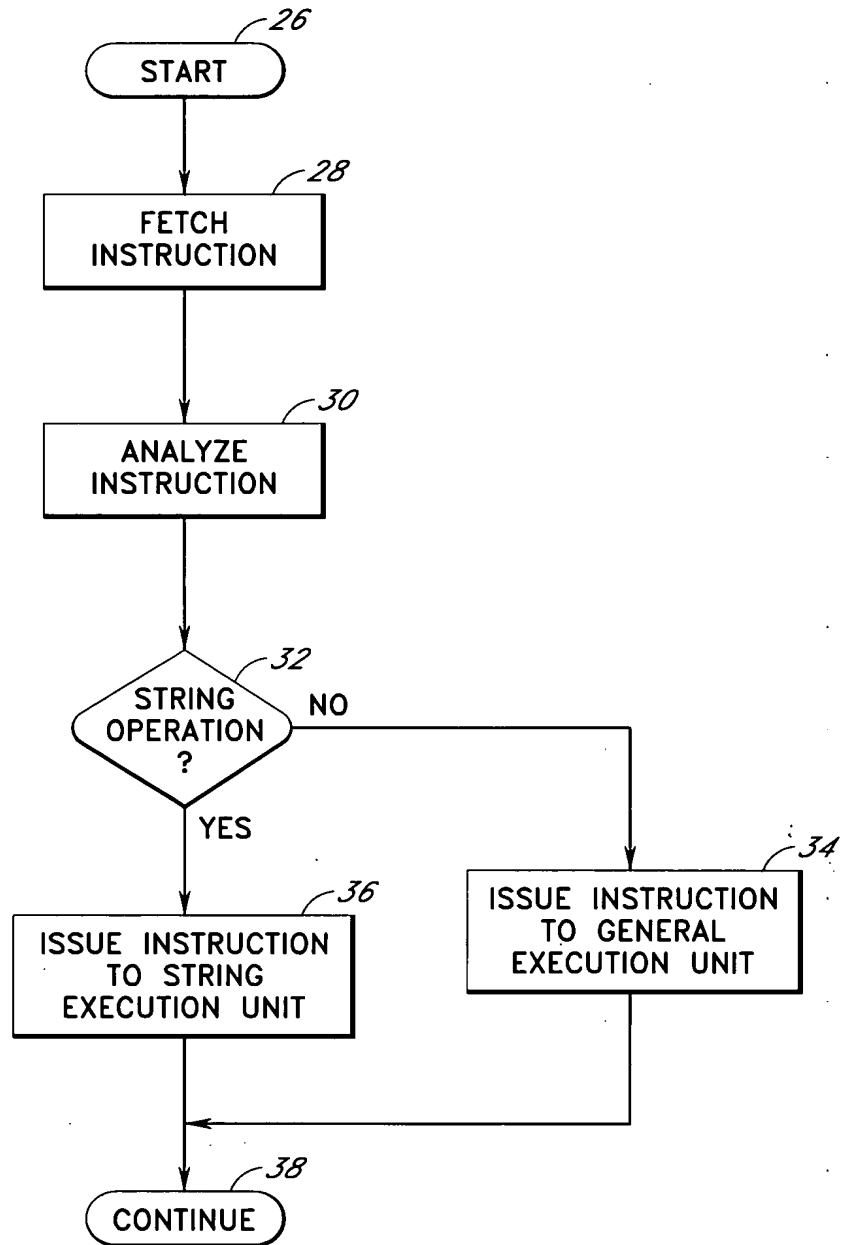 26
START
28
FETCH
INSTRUCTION
30
ANALYZE
INSTRUCTION
32
STRING
OPERATION
?
NO
YES
34
ISSUE INSTRUCTION
TO GENERAL
EXECUTION UNIT
36
ISSUE INSTRUCTION
TO STRING
EXECUTION UNIT
38
CONTINUE